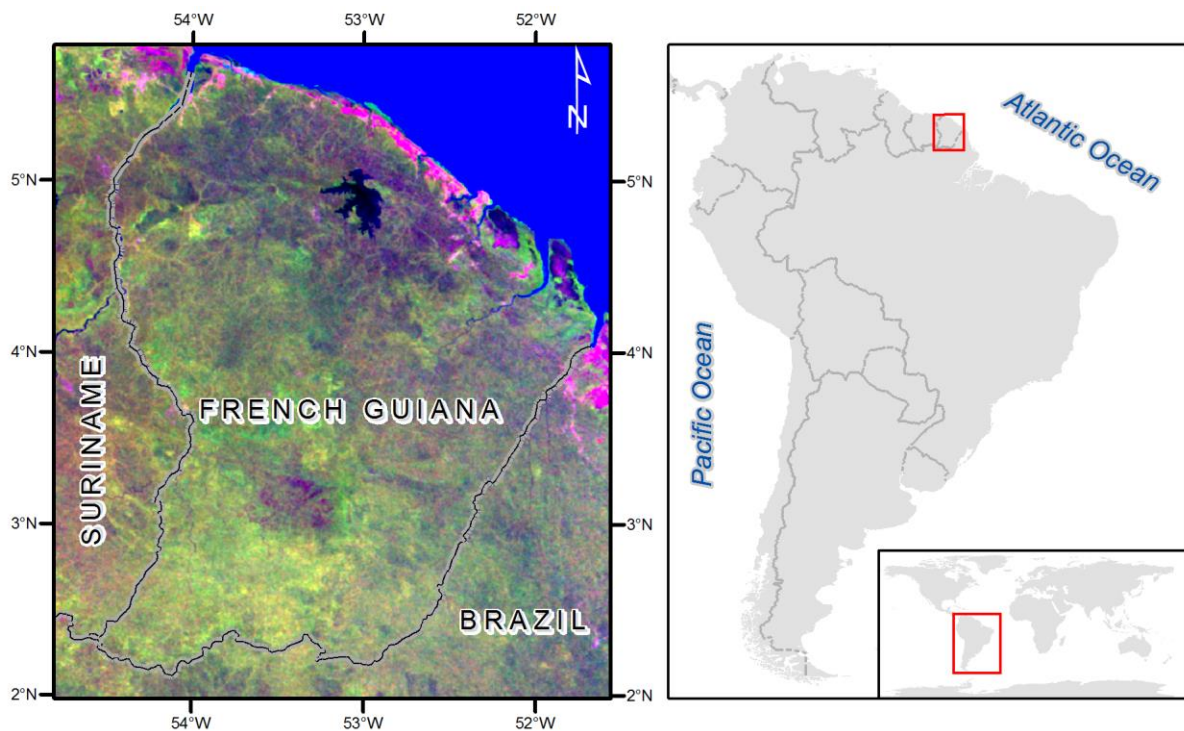 54°W 53°W 52°W
N
5°N 5°N
4°N 4°N
SURINAME
FRENCH GUIANA
3°N 3°N
BRAZIL
2°N 2°N
54°W 53°W 52°W
Atlantic Ocean
Pacific Ocean